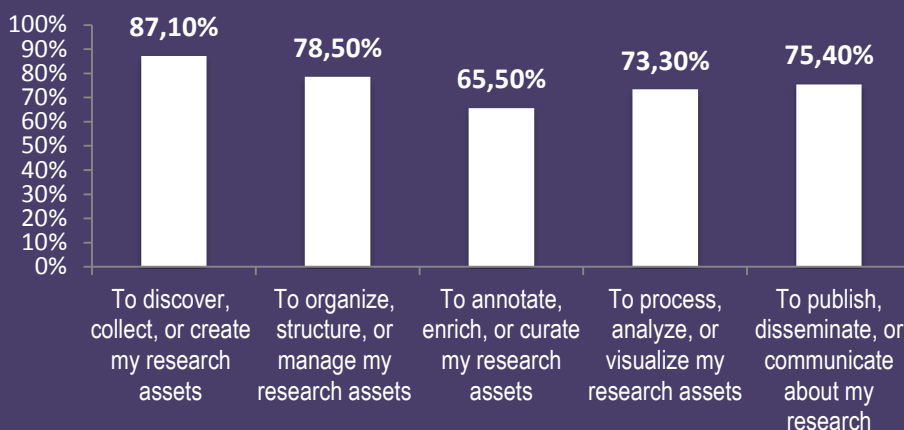 100%
90%
80%
70%
60%
50%
40%
30%
20%
10%
0%
87,10%
78,50%
65,50%
73,30%
75,40%
To discover,
collect, or create
my research
assets
To organize,
structure, or
manage my
research assets
To annotate,
enrich, or curate
my research
assets
To process,
analyze, or
visualize my
research assets
To publish,
disseminate, or
communicate
about my
research